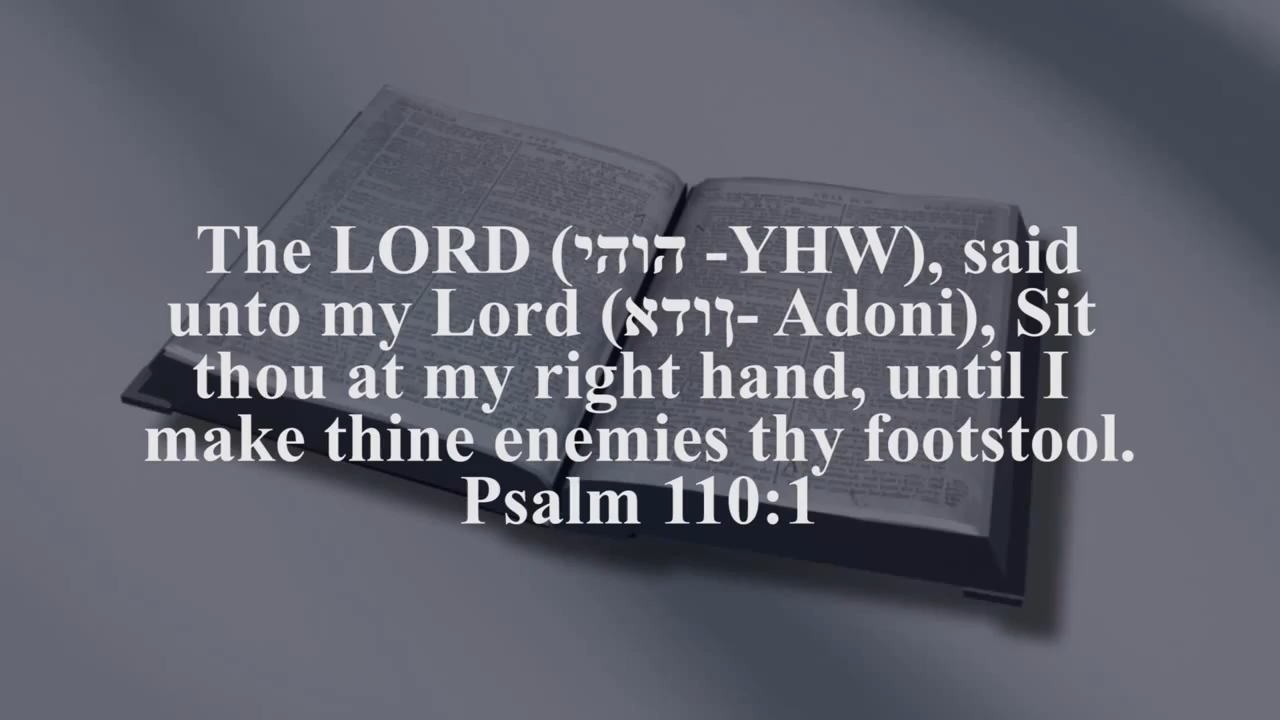 The LORD (יהוה -YHW), said
unto my Lord (אדון- Adoni), Sit
thou at my right hand, until I
make thine enemies thy footstool.
Psalm 110:1